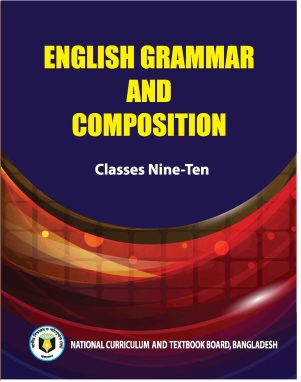 ENGLISH GRAMMAR
AND
COMPOSITION
Classes Nine-Ten
NATIONAL CURRICULUM AND TEXTBOOK BOARD, BANGLADESH